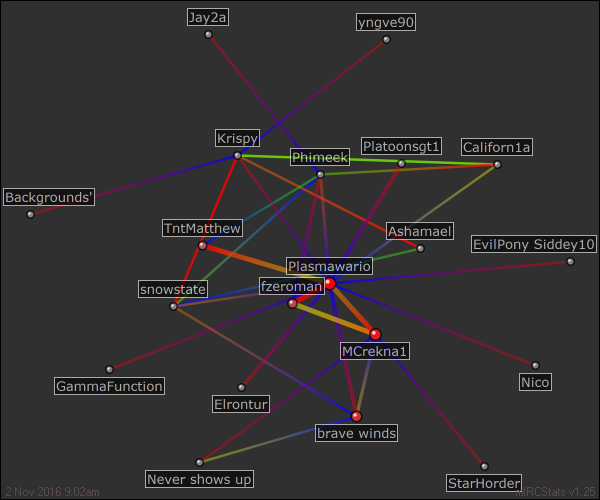 Jay2a
yngve90
Krispy
Phimeek
Platoonsgt1
Californ1a
Backgrounds'
TntMatthew
Ashamael
EvilPony Siddey10
Plasmawario
snowstate
fzeroman
MCrekna1
GammaFunction
Elrontur
Nico
brave winds
Never shows up
StarHorder
2 Nov 2016 9:02am
mIRCStats v1.25